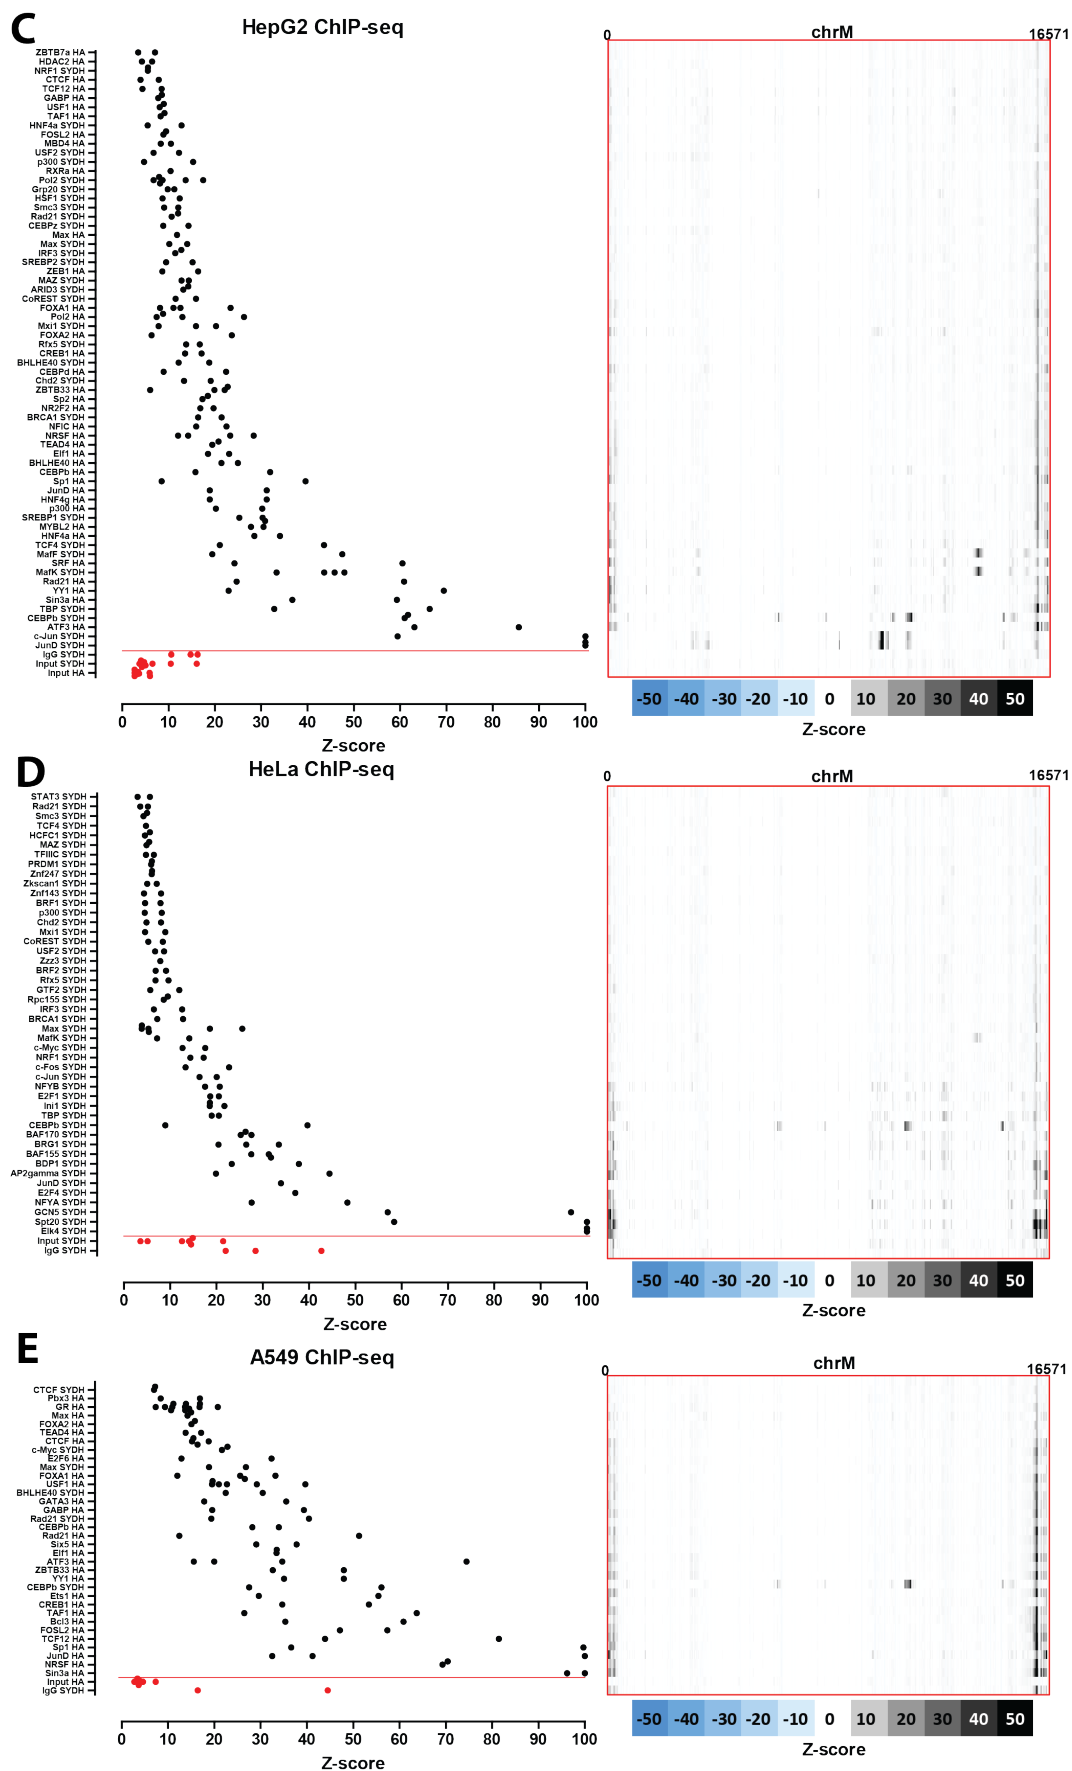 C
HepG2 ChIP-seq
0 chrM 16571
ZBTB7a HA
HDAC2 HA
NRF1 SYDH
CTCF HA
TCF12 HA
GABP HA
USF1 HA
TAF1 HA
HNF4a SYDH
FOSL2 HA
MBD4 HA
USF2 SYDH
p300 SYDH
RXRa HA
Pol2 SYDH
Grp20 SYDH
HSF1 SYDH
Smc3 SYDH
Rad21 SYDH
CEBPz SYDH
Max HA
Max SYDH
IRF3 SYDH
SREBP2 SYDH
ZEB1 HA
MAZ SYDH
ARID3 SYDH
CoREST SYDH
FOXA1 HA
Pol2 HA
Mxi1 SYDH
FOXA2 HA
Rfx5 SYDH
CREB1 HA
BHLHE40 SYDH
CEBPd HA
Chd2 SYDH
ZBTB33 HA
Sp2 HA
NR2F2 HA
BRCA1 SYDH
NFIC HA
NRSF HA
TEAD4 HA
Elf1 HA
BHLHE40 HA
CEBPb HA
Sp1 HA
JunD HA
HNF4g HA
p300 HA
SREBP1 SYDH
MYBL2 HA
HNF4a HA
TCF4 SYDH
MafF SYDH
SRF HA
MafK SYDH
Rad21 HA
YY1 HA
Sin3a HA
TBP SYDH
CEBPb SYDH
ATF3 HA
c-Jun SYDH
JunD SYDH
IgG SYDH
Input SYDH
Input HA
0 10 20 30 40 50 60 70 80 90 100
Z-score
-50 -40 -30 -20 -10 0 10 20 30 40 50
Z-score
D
HeLa ChIP-seq
0 chrM 16571
STAT3 SYDH
Rad21 SYDH
Smc3 SYDH
TCF4 SYDH
HCFC1 SYDH
MAZ SYDH
TFIIIC SYDH
PRDM1 SYDH
Znf247 SYDH
Zkscan1 SYDH
Znf143 SYDH
BRF1 SYDH
p300 SYDH
Chd2 SYDH
Mxi1 SYDH
CoREST SYDH
USF2 SYDH
Zzz3 SYDH
BRF2 SYDH
Rfx5 SYDH
GTF2 SYDH
Rpc155 SYDH
IRF3 SYDH
BRCA1 SYDH
Max SYDH
MafK SYDH
c-Myc SYDH
NRF1 SYDH
c-Fos SYDH
c-Jun SYDH
NFYB SYDH
E2F1 SYDH
Ini1 SYDH
TBP SYDH
CEBPb SYDH
BAF170 SYDH
BRG1 SYDH
BAF155 SYDH
BDP1 SYDH
AP2gamma SYDH
JunD SYDH
E2F4 SYDH
NFYA SYDH
GCN5 SYDH
Spt20 SYDH
Elk4 SYDH
Input SYDH
IgG SYDH
0 10 20 30 40 50 60 70 80 90 100
Z-score
-50 -40 -30 -20 -10 0 10 20 30 40 50
Z-score
E
A549 ChIP-seq
0 chrM 16571
CTCF SYDH
Pbx3 HA
GR HA
Max HA
FOXA2 HA
TEAD4 HA
CTCF HA
c-Myc SYDH
E2F6 HA
Max SYDH
FOXA1 HA
USF1 HA
BHLHE40 SYDH
GATA3 HA
GABP HA
Rad21 SYDH
CEBPb HA
Rad21 HA
Six5 HA
Elf1 HA
ATF3 HA
ZBTB33 HA
YY1 HA
CEBPb SYDH
Ets1 HA
CREB1 HA
TAF1 HA
Bcl3 HA
FOSL2 HA
TCF12 HA
Sp1 HA
JunD HA
NRSF HA
Sin3a HA
Input HA
IgG SYDH
0 10 20 30 40 50 60 70 80 90 100
Z-score
-50 -40 -30 -20 -10 0 10 20 30 40 50
Z-score